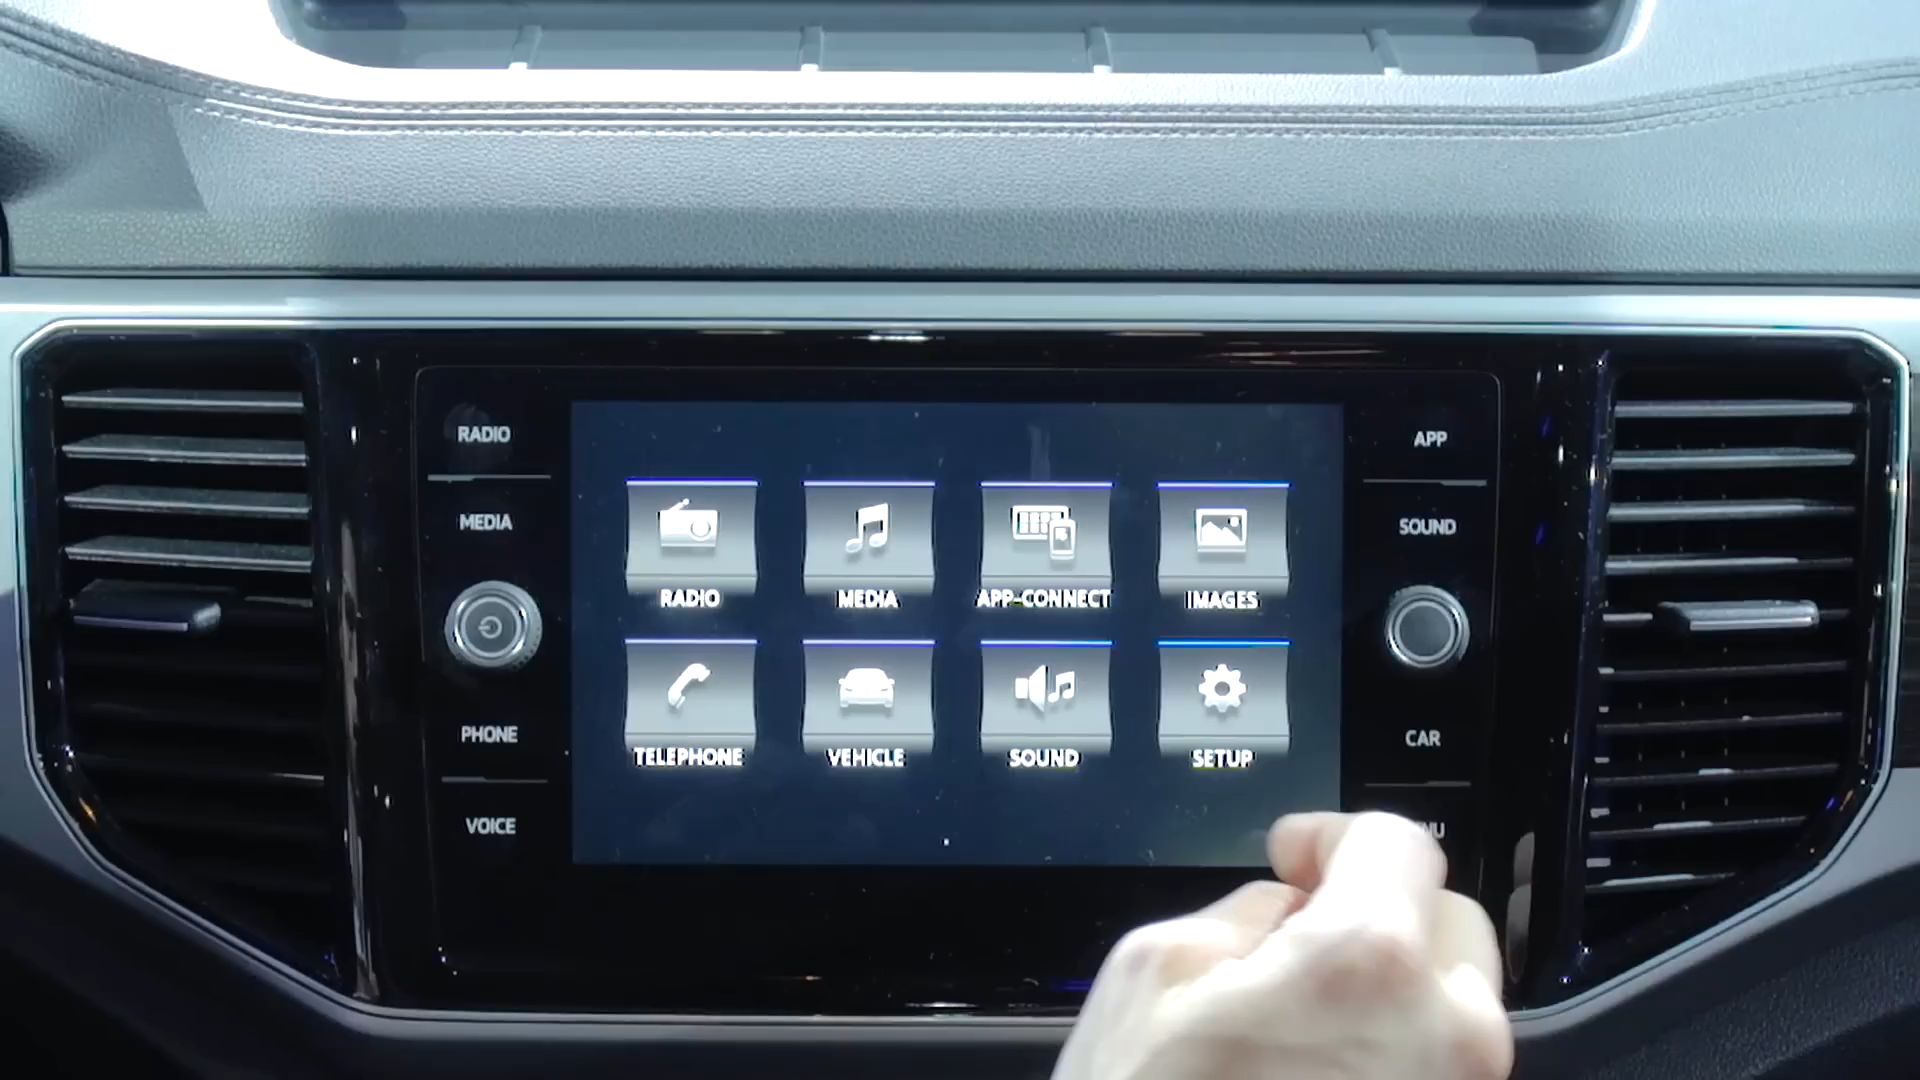 RADIO
MEDIA
PHONE
VOICE
RADIO
MEDIA
APP-CONNECT
IMAGES
TELEPHONE
VEHICLE
SOUND
SETUP
APP
SOUND
CAR